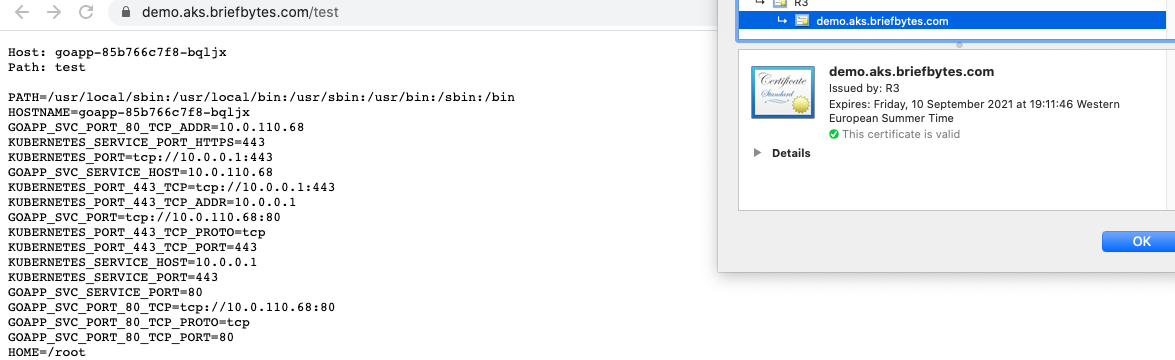 demo.aks.briefbytes.com/test
Host: goapp-85b766c7f8-bqljx
Path: test
PATH=/usr/local/sbin:/usr/local/bin:/usr/sbin:/usr/bin:/sbin:/bin
HOSTNAME=goapp-85b766c7f8-bqljx
GOAPP_SVC_PORT_80_TCP_ADDR=10.0.110.68
KUBERNETES_SERVICE_PORT_HTTPS=443
KUBERNETES_PORT=tcp://10.0.0.1:443
GOAPP_SVC_SERVICE_HOST=10.0.110.68
KUBERNETES_PORT_443_TCP=tcp://10.0.0.1:443
KUBERNETES_PORT_443_TCP_ADDR=10.0.0.1
GOAPP_SVC_PORT=tcp://10.0.110.68:80
KUBERNETES_PORT_443_TCP_PROTO=tcp
KUBERNETES_PORT_443_TCP_PORT=443
KUBERNETES_SERVICE_HOST=10.0.0.1
KUBERNETES_SERVICE_PORT=443
GOAPP_SVC_SERVICE_PORT=80
GOAPP_SVC_PORT_80_TCP=tcp://10.0.110.68:80
GOAPP_SVC_PORT_80_TCP_PROTO=tcp
GOAPP_SVC_PORT_80_TCP_PORT=80
HOME=/root
R3
demo.aks.briefbytes.com
Certificate
Standard
demo.aks.briefbytes.com
Issued by: R3
Expires: Friday, 10 September 2021 at 19:11:46 Western
European Summer Time
This certificate is valid
Details
OK